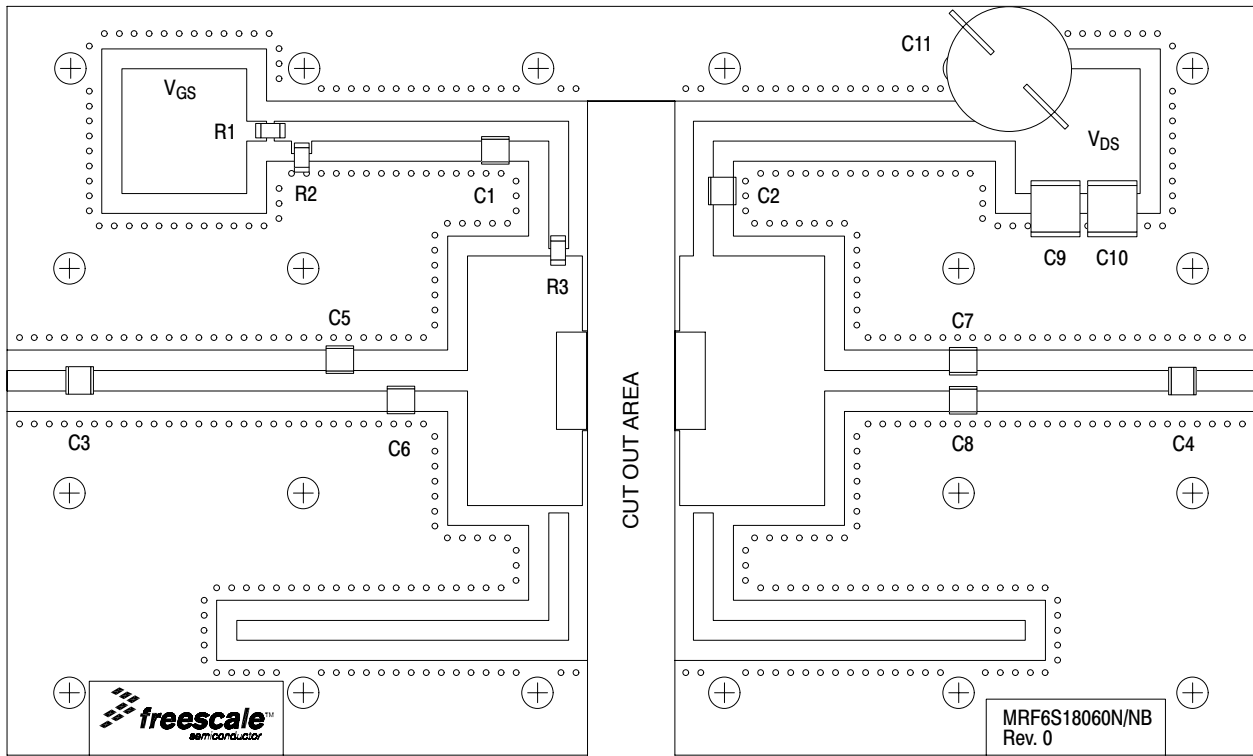 C11
VGS
R1
VDS
R2
C1
C2
C9
C10
R3
C5
C7
CUT OUT AREA
C3
C6
C8
C4
freescale™
semiconductor
MRF6S18060N/NB
Rev. 0